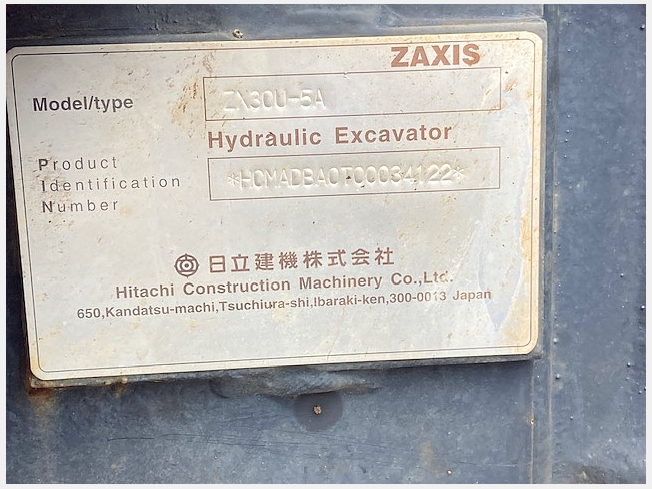 ZAXIS
Model/type ZX30U-5A
Hydraulic Excavator
Product
Identification
Number
*HCMADBA0T00034122*
日立建機株式会社
Hitachi Construction Machinery Co.,Ltd.
650,Kandatsu-machi,Tsuchiura-shi,Ibaraki-ken,300-0013 Japan